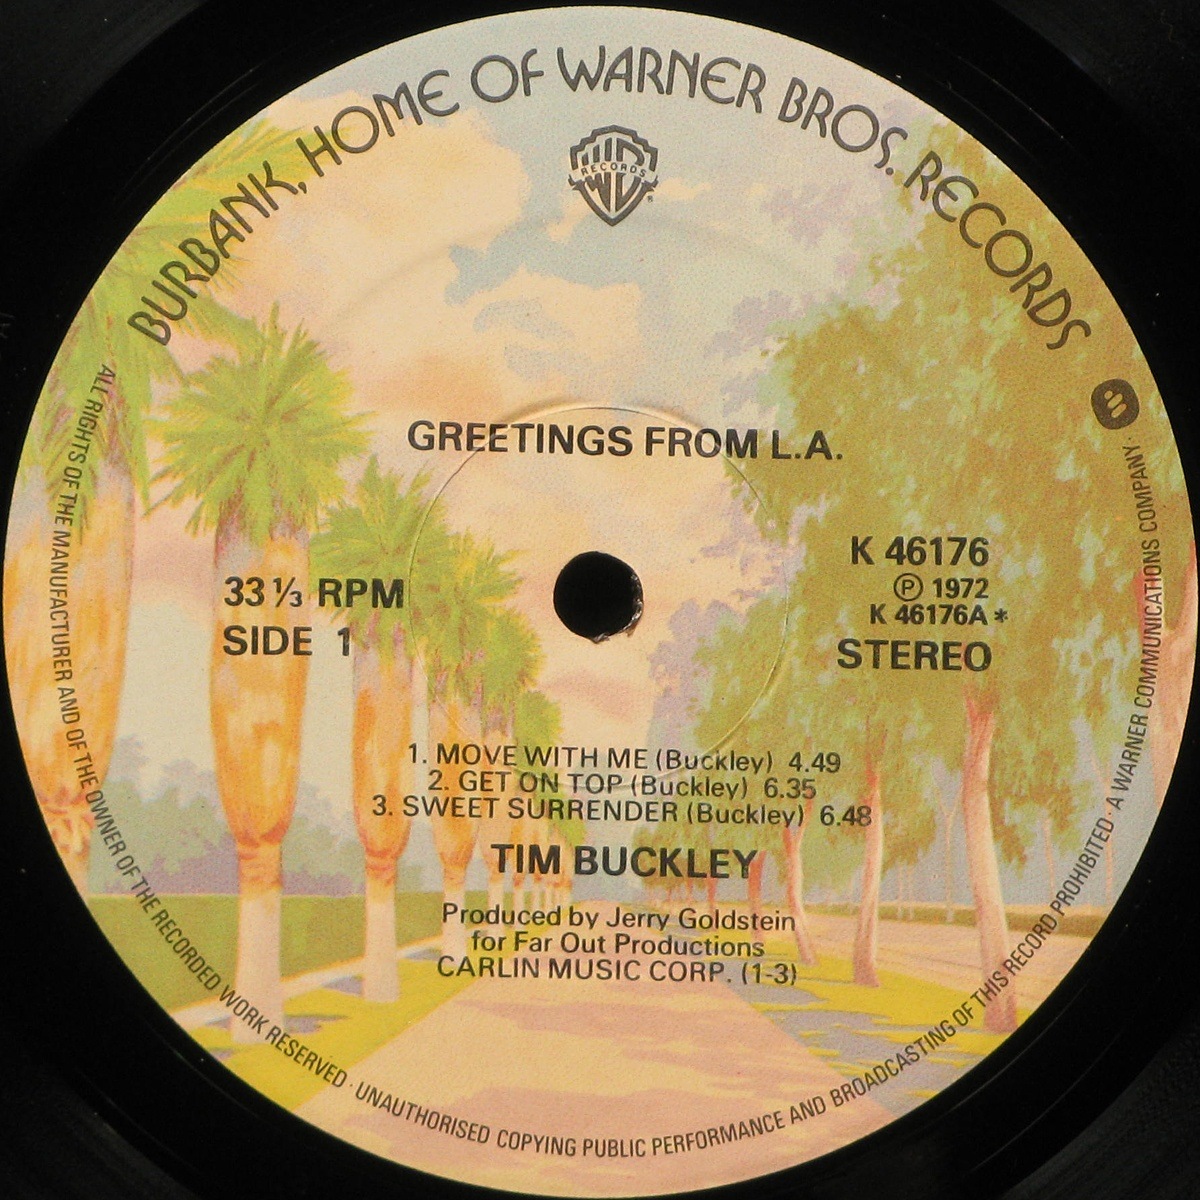 BURBANK, HOME OF WARNER BROS. RECORDS
RECORDS
GREETINGS FROM L.A.
33⅓ RPM
SIDE 1
K 46176
℗ 1972
K 46176A*
STEREO
1. MOVE WITH ME (Buckley) 4.49
2. GET ON TOP (Buckley) 6.35
3. SWEET SURRENDER (Buckley) 6.48
TIM BUCKLEY
Produced by Jerry Goldstein
for Far Out Productions
CARLIN MUSIC CORP. (1-3)
ALL RIGHTS OF THE MANUFACTURER AND OF THE OWNER OF THE RECORDED WORK RESERVED · UNAUTHORISED COPYING PUBLIC PERFORMANCE AND BROADCASTING OF THIS RECORD PROHIBITED · A WARNER COMMUNICATIONS COMPANY ·